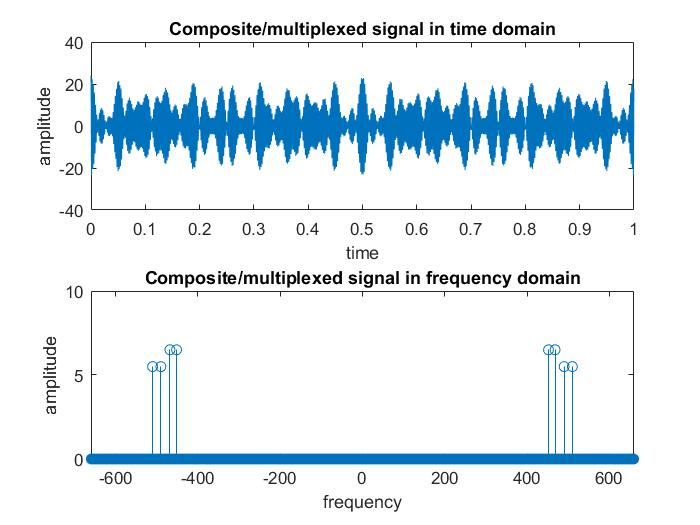 Composite/multiplexed signal in time domain
40
20
0
-20
-40
amplitude
0 0.1 0.2 0.3 0.4 0.5 0.6 0.7 0.8 0.9 1
time
Composite/multiplexed signal in frequency domain
10
5
0
amplitude
-600 -400 -200 0 200 400 600
frequency